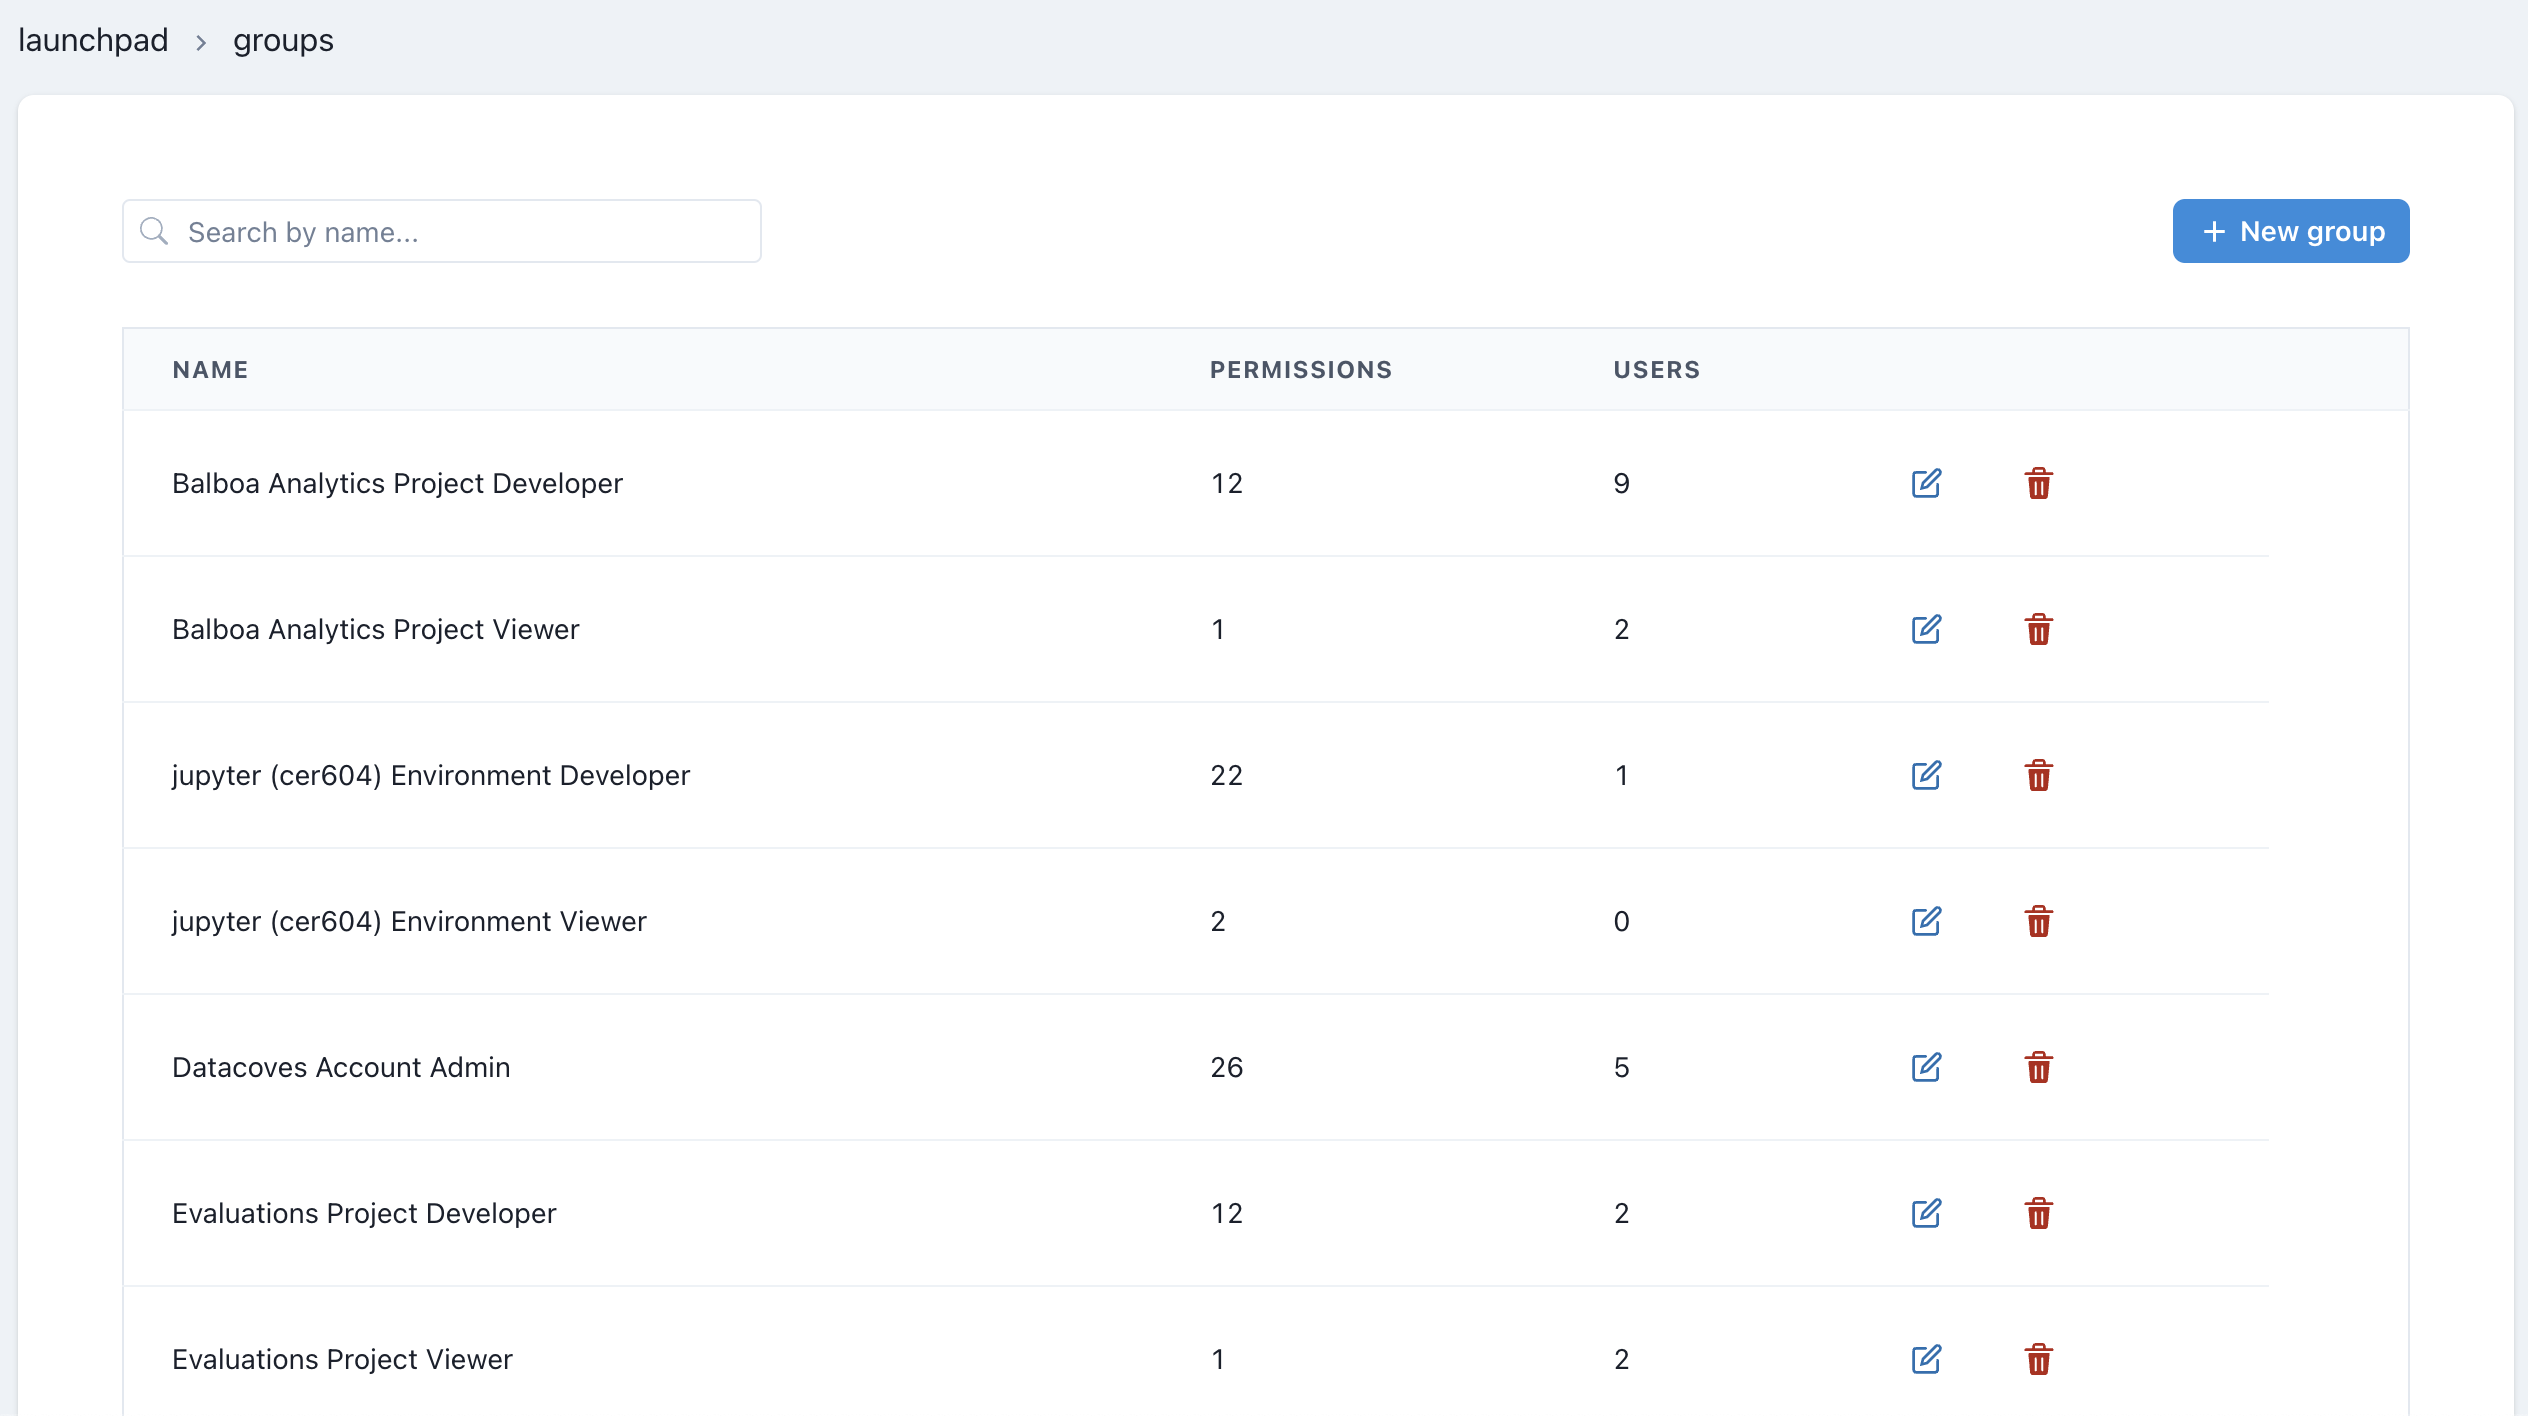 launchpad > groups
Search by name...
+ New group
NAME PERMISSIONS USERS
Balboa Analytics Project Developer 12 9
Balboa Analytics Project Viewer 1 2
jupyter (cer604) Environment Developer 22 1
jupyter (cer604) Environment Viewer 2 0
Datacoves Account Admin 26 5
Evaluations Project Developer 12 2
Evaluations Project Viewer 1 2